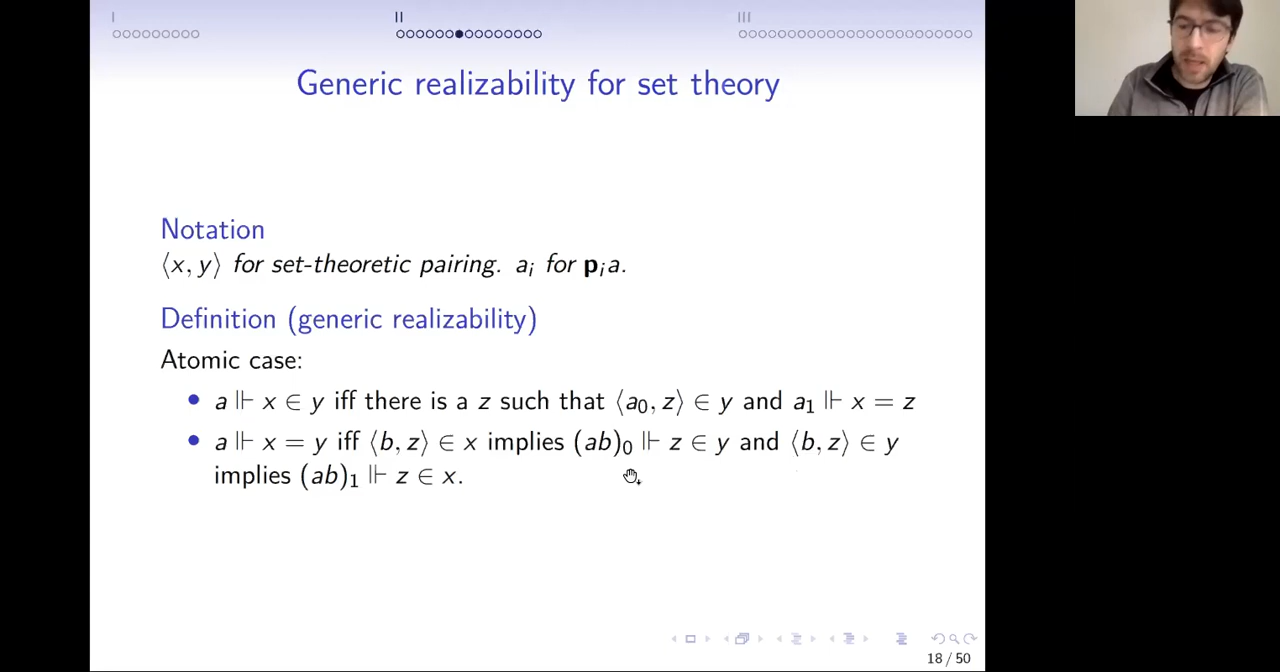 I II III
Generic realizability for set theory
Notation
⟨x, y⟩ for set-theoretic pairing. aᵢ for 𝐩ᵢa.
Definition (generic realizability)
Atomic case:
• a ⊩ x ∈ y iff there is a z such that ⟨a₀, z⟩ ∈ y and a₁ ⊩ x = z
• a ⊩ x = y iff ⟨b, z⟩ ∈ x implies (ab)₀ ⊩ z ∈ y and ⟨b, z⟩ ∈ y
implies (ab)₁ ⊩ z ∈ x.
18 / 50